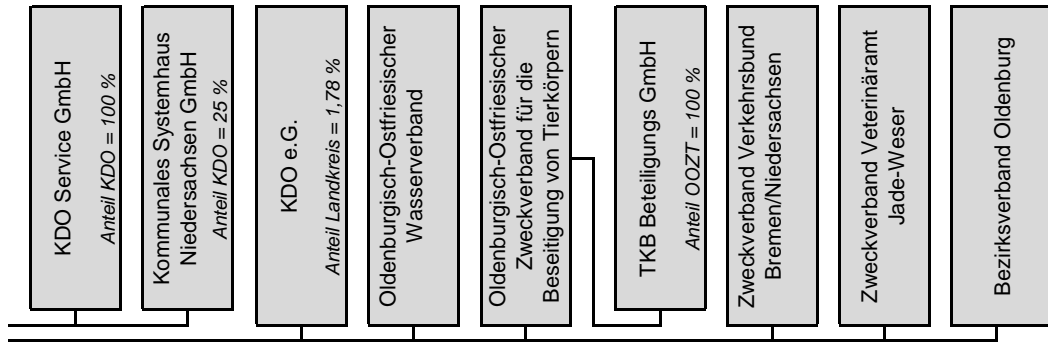 KDO Service GmbH
Anteil KDO = 100 %
Kommunales Systemhaus
Niedersachsen GmbH
Anteil KDO = 25 %
KDO e.G.
Anteil Landkreis = 1,78 %
Oldenburgisch-Ostfriesischer
Wasserverband
Oldenburgisch-Ostfriesischer
Zweckverband für die
Beseitigung von Tierkörpern
TKB Beteiligungs GmbH
Anteil OOZT = 100 %
Zweckverband Verkehrsbund
Bremen/Niedersachsen
Zweckverband Veterinäramt
Jade-Weser
Bezirksverband Oldenburg